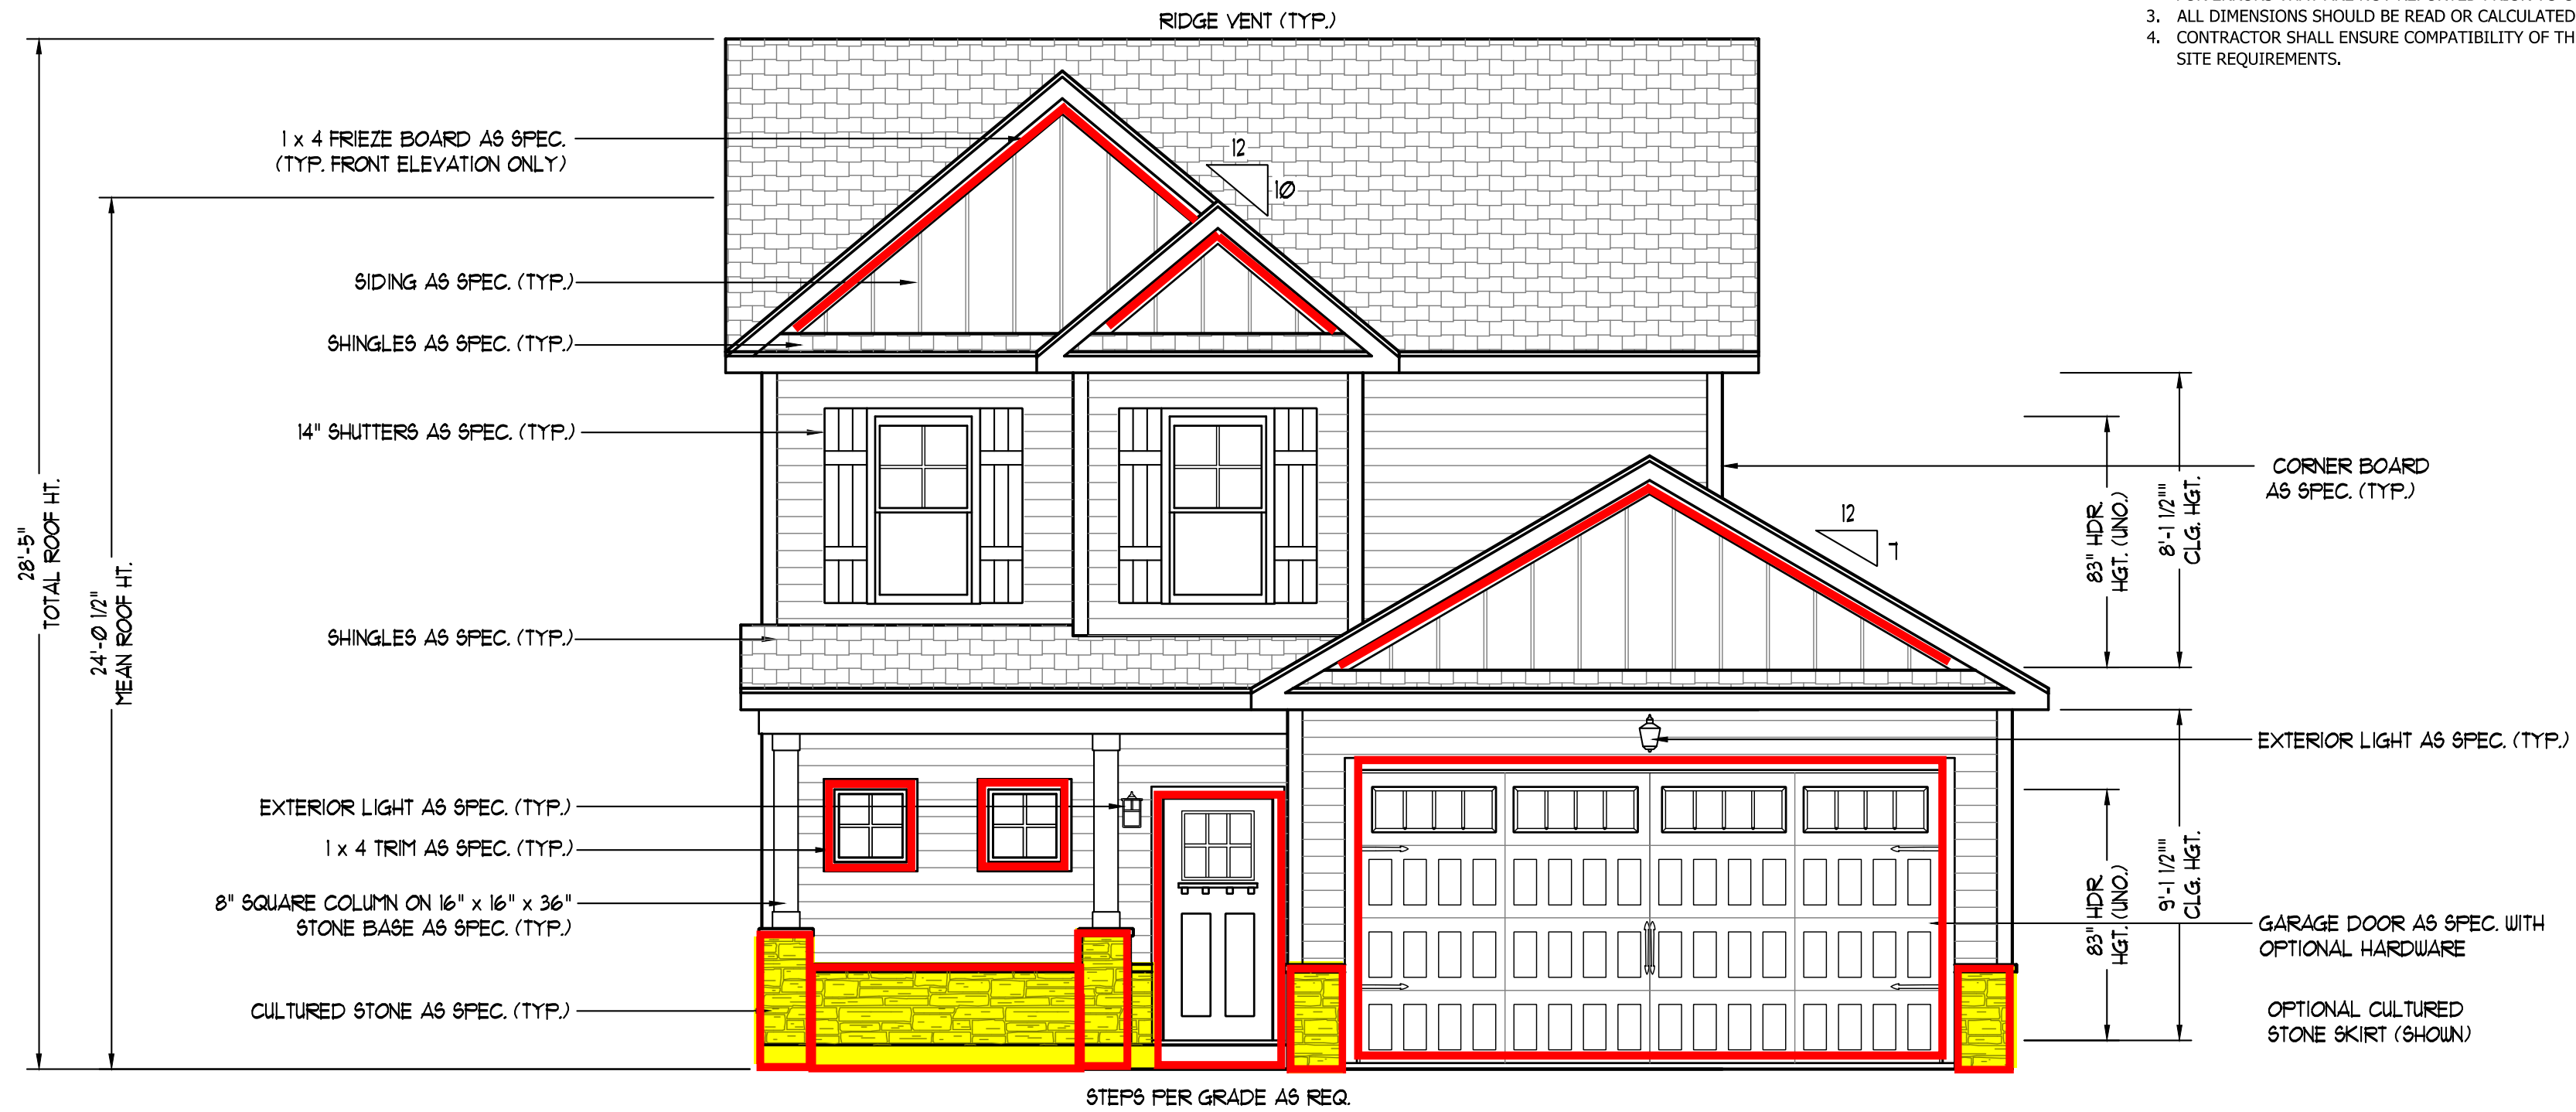 RIDGE VENT (TYP.)
3. ALL DIMENSIONS SHOULD BE READ OR CALCULATED
4. CONTRACTOR SHALL ENSURE COMPATIBILITY OF TH
SITE REQUIREMENTS.
1 x 4 FRIEZE BOARD AS SPEC.
(TYP. FRONT ELEVATION ONLY)
12
10
SIDING AS SPEC. (TYP.)
SHINGLES AS SPEC. (TYP.)
14" SHUTTERS AS SPEC. (TYP.)
CORNER BOARD
AS SPEC. (TYP.)
12
7
28'-5"
TOTAL ROOF HT.
24'-0 1/2"
MEAN ROOF HT.
83" HDR.
HGT. (UNO.)
8'-1 1/2""
CLG. HGT.
SHINGLES AS SPEC. (TYP.)
EXTERIOR LIGHT AS SPEC. (TYP.)
EXTERIOR LIGHT AS SPEC. (TYP.)
1 x 4 TRIM AS SPEC. (TYP.)
8" SQUARE COLUMN ON 16" x 16" x 36"
STONE BASE AS SPEC. (TYP.)
83" HDR.
HGT. (UNO.)
9'-1 1/2""
CLG. HGT.
GARAGE DOOR AS SPEC. WITH
OPTIONAL HARDWARE
CULTURED STONE AS SPEC. (TYP.)
OPTIONAL CULTURED
STONE SKIRT (SHOWN)
STEPS PER GRADE AS REQ.